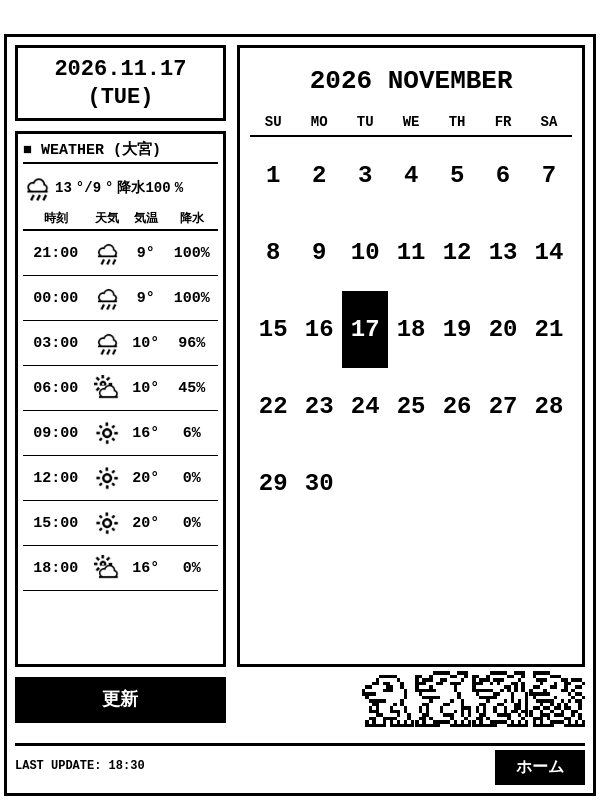 2026.11.17
(TUE)
■ WEATHER (大宮)
13°/9° 降水100%
時刻 天気 気温 降水
21:00 9° 100%
00:00 9° 100%
03:00 10° 96%
06:00 10° 45%
09:00 16° 6%
12:00 20° 0%
15:00 20° 0%
18:00 16° 0%
更新
2026 NOVEMBER
SU MO TU WE TH FR SA
1 2 3 4 5 6 7
8 9 10 11 12 13 14
15 16 17 18 19 20 21
22 23 24 25 26 27 28
29 30
LAST UPDATE: 18:30
ホーム